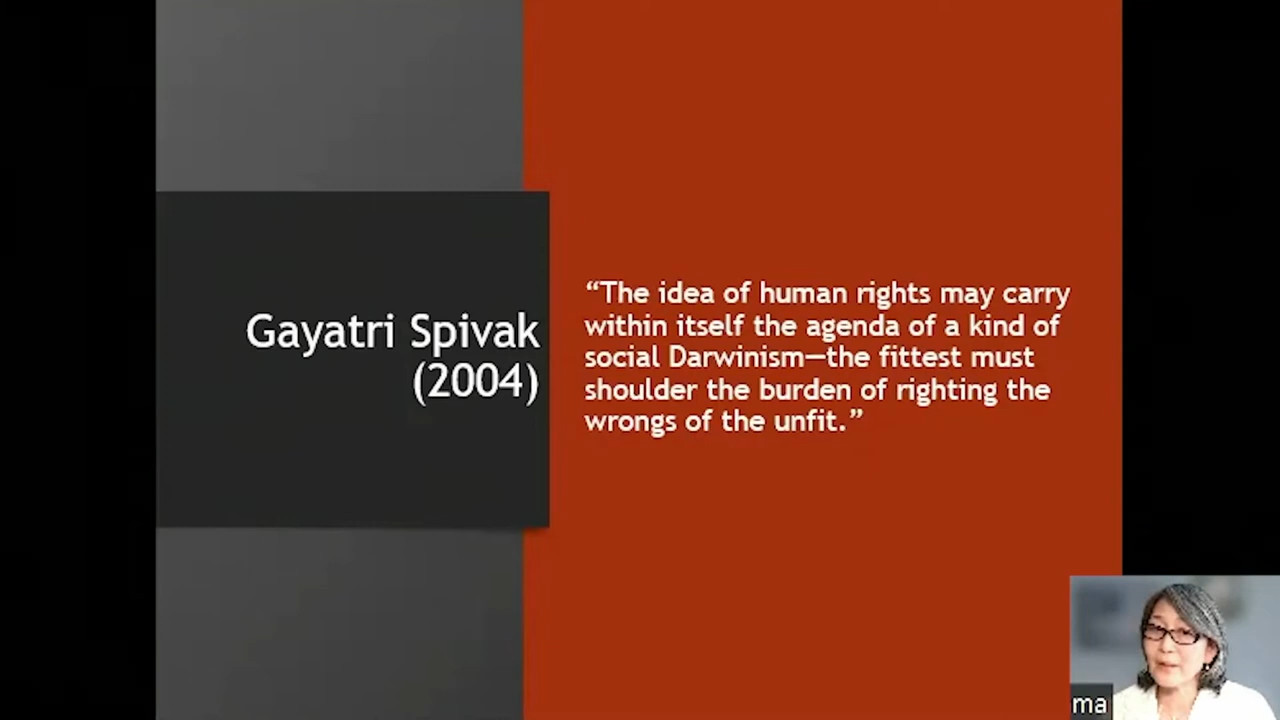 Gayatri Spivak
(2004)
“The idea of human rights may carry
within itself the agenda of a kind of
social Darwinism—the fittest must
shoulder the burden of righting the
wrongs of the unfit.”
ma